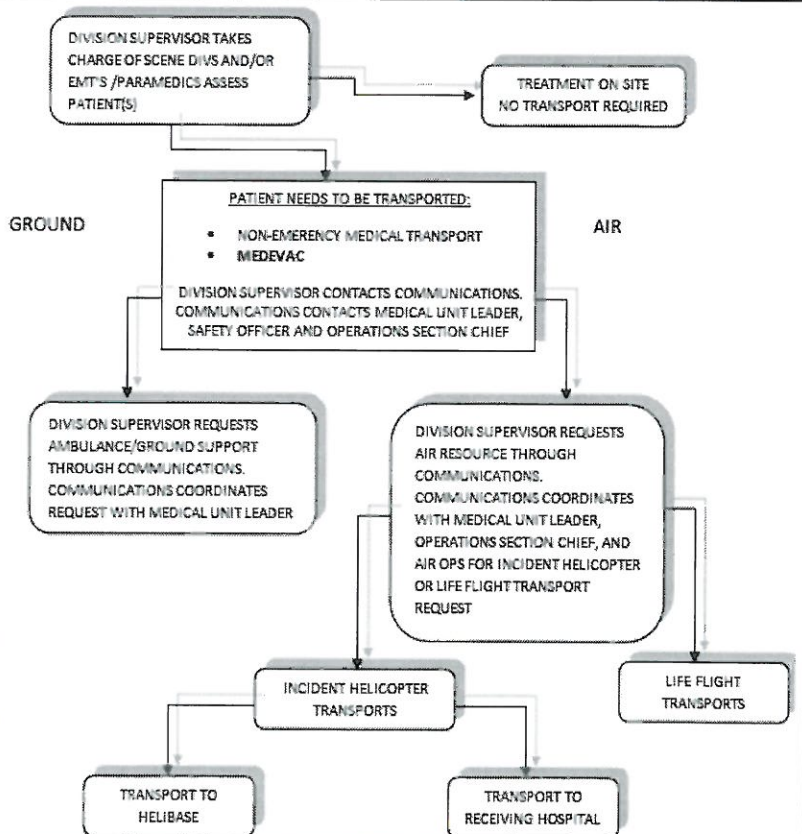 DIVISION SUPERVISOR TAKES
CHARGE OF SCENE DIVS AND/OR
EMT'S /PARAMEDICS ASSESS
PATIENT(S)
TREATMENT ON SITE
NO TRANSPORT REQUIRED
GROUND
PATIENT NEEDS TO BE TRANSPORTED:
• NON-EMERENCY MEDICAL TRANSPORT
• MEDEVAC
DIVISION SUPERVISOR CONTACTS COMMUNICATIONS.
COMMUNICATIONS CONTACTS MEDICAL UNIT LEADER,
SAFETY OFFICER AND OPERATIONS SECTION CHIEF
AIR
DIVISION SUPERVISOR REQUESTS
AMBULANCE/GROUND SUPPORT
THROUGH COMMUNICATIONS.
COMMUNICATIONS COORDINATES
REQUEST WITH MEDICAL UNIT LEADER
DIVISION SUPERVISOR REQUESTS
AIR RESOURCE THROUGH
COMMUNICATIONS.
COMMUNICATIONS COORDINATES
WITH MEDICAL UNIT LEADER,
OPERATIONS SECTION CHIEF, AND
AIR OPS FOR INCIDENT HELICOPTER
OR LIFE FLIGHT TRANSPORT
REQUEST
INCIDENT HELICOPTER
TRANSPORTS
LIFE FLIGHT
TRANSPORTS
TRANSPORT TO
HELIBASE
TRANSPORT TO
RECEIVING HOSPITAL